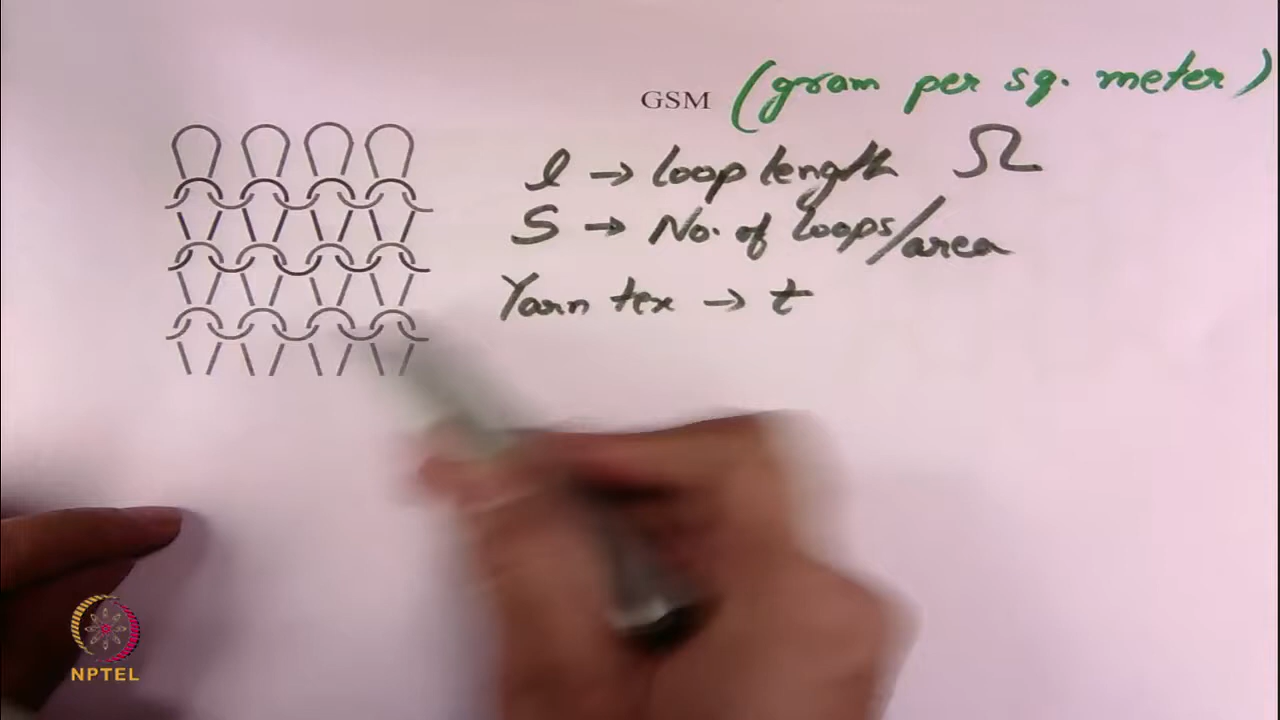 GSM (gram per sq. meter)
l → loop length
S → No. of loops/area
Yarn tex → t
NPTEL